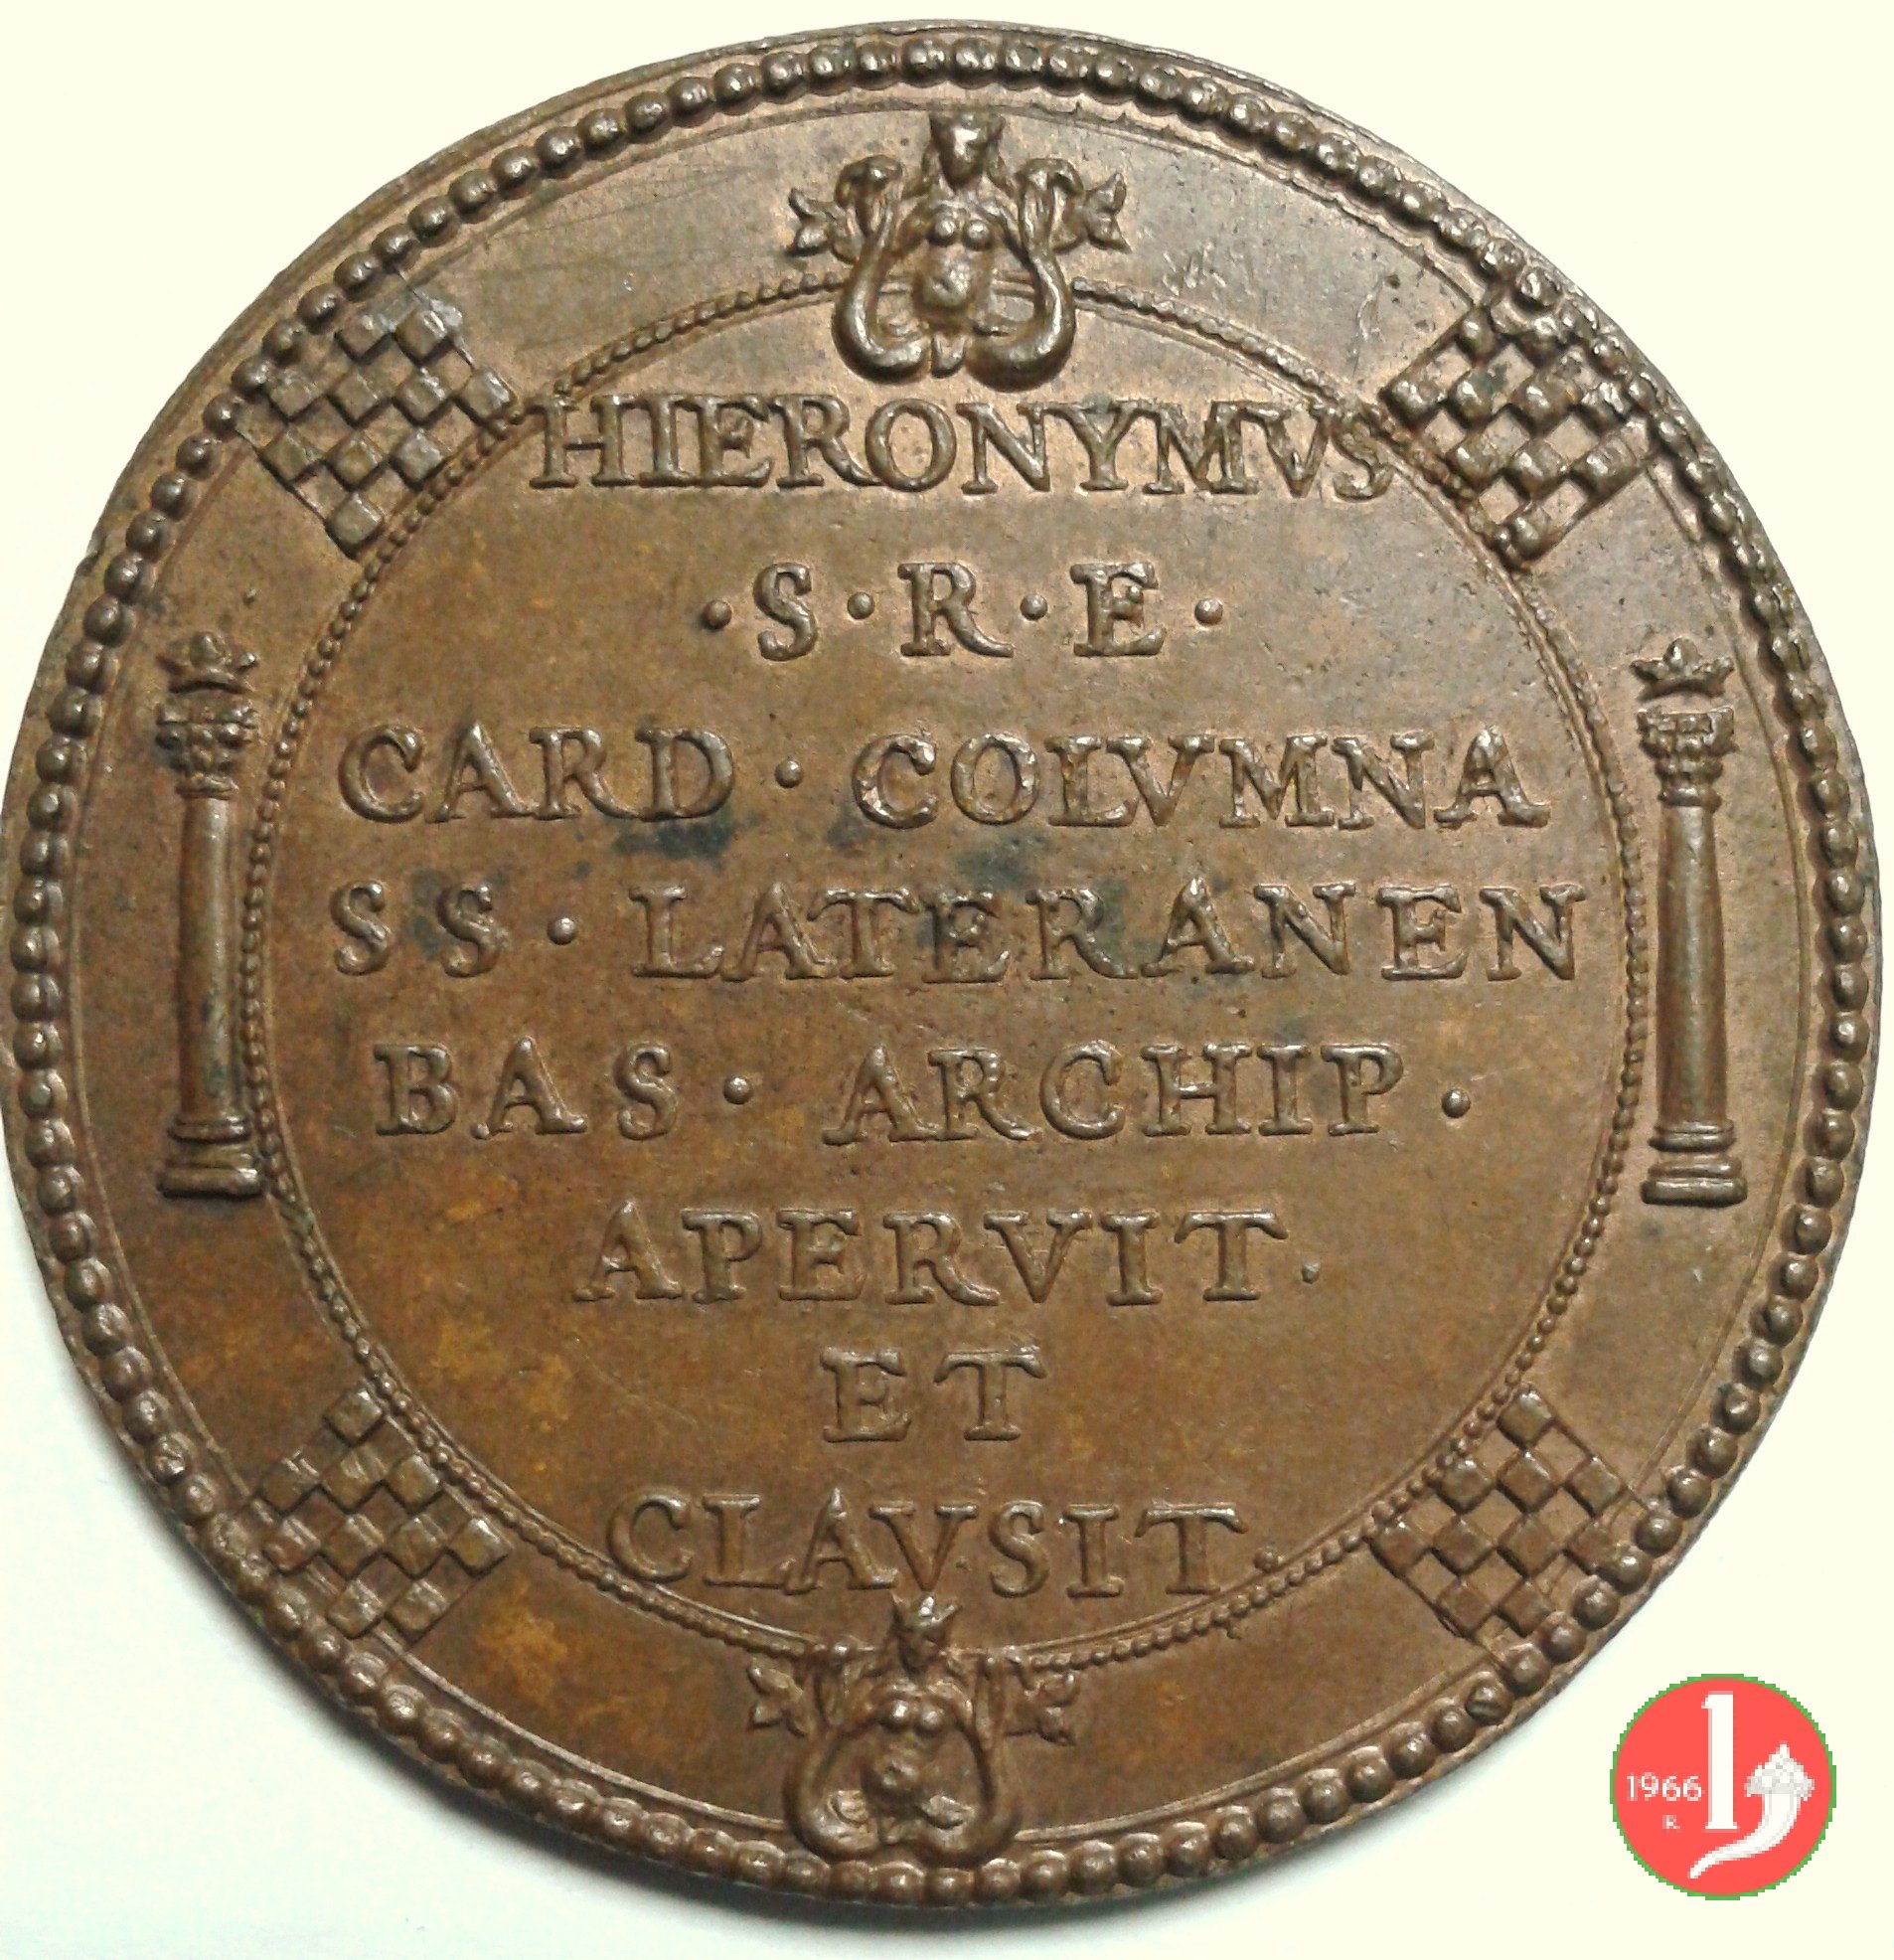 HIERONYMVS
·S·R·E·
CARD·COLVMNA
SS·LATERANEN
BAS·ARCHIP·
APERVIT·
ET
CLAVSIT·
1966
R